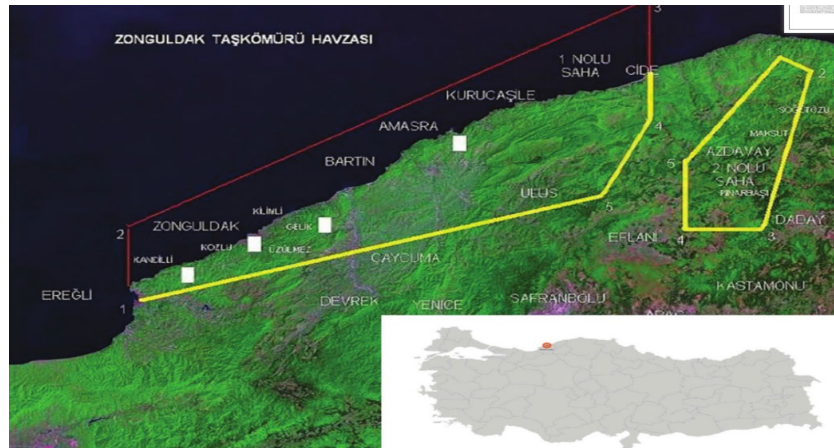 ZONGULDAK TAŞKÖMÜRÜ HAVZASI
3
1 NOLU
SAHA
CİDE
KURUCAŞİLE
AMASRA
BARTIN
4
ULUS
5
KİLİMLİ
ZONGULDAK
GELİK
KOZLU
ÜZÜLMEZ
KANDİLLİ
2
EREĞLİ
1
ÇAYCUMA
DEVREK
YENİCE
SAFRANBOLU
EFLANİ
1
2
SÖĞÜTÖZÜ
MAKSUT
AZDAVAY
5
2 NOLU
SAHA
PINARBAŞI
4
3
DADAY
KASTAMONU